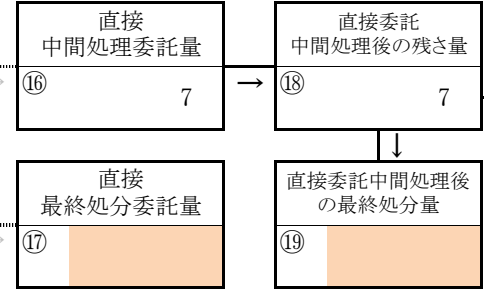 直接
中間処理委託量
⑯
7
→
直接委託
中間処理後の残さ量
⑱
7
↓
直接
最終処分委託量
⑰
直接委託中間処理後
の最終処分量
⑲